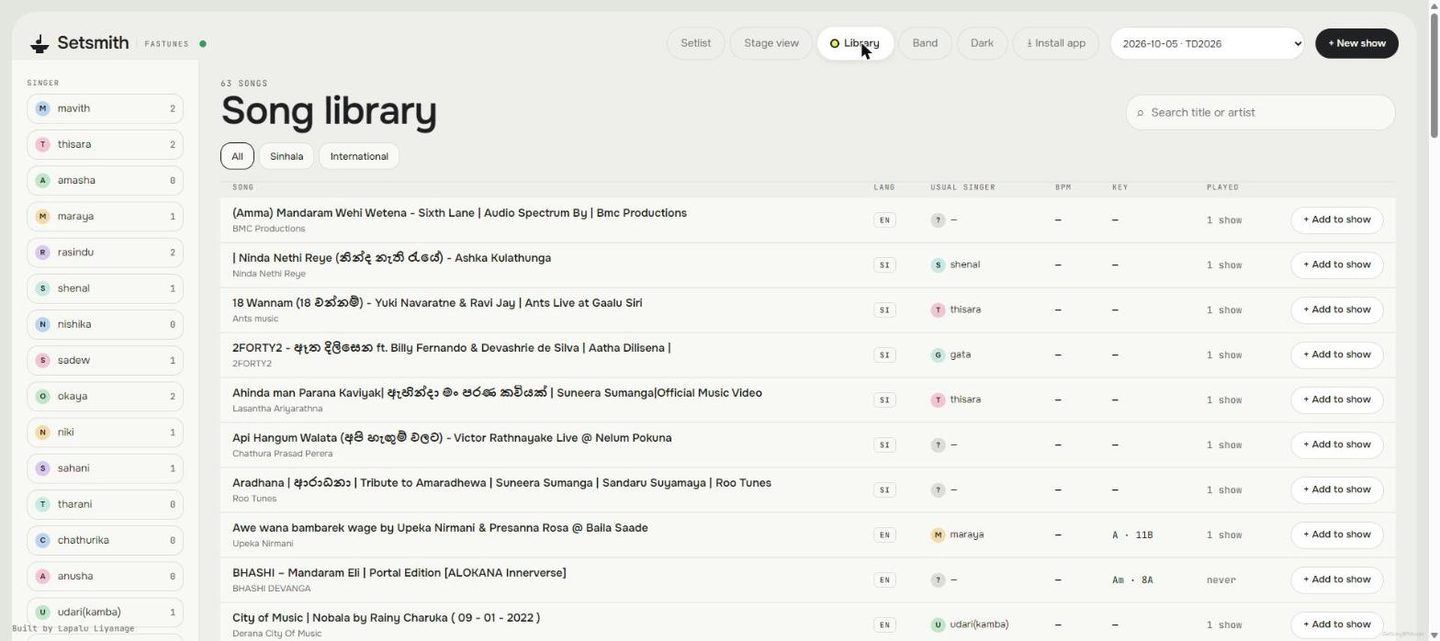 Setsmith FASTUNES
Setlist Stage view Library Band Dark Install app 2026-10-05 · TD2026 + New show
SINGER
M mavith 2
T thisara 2
A amasha 0
M maraya 1
R rasindu 2
S shenal 1
N nishika 0
S sadew 1
O okaya 2
N niki 1
S sahani 1
T tharani 0
C chathurika 0
A anusha 0
U udari(kamba) 1
Built by Lapalu Liyanage
63 SONGS
Song library
Search title or artist
All Sinhala International
SONG LANG USUAL SINGER BPM KEY PLAYED
(Amma) Mandaram Wehi Wetena - Sixth Lane | Audio Spectrum By | Bmc Productions EN ? – – – 1 show + Add to show
BMC Productions
| Ninda Nethi Reye (නින්ද නැති රැයේ) - Ashka Kulathunga SI S shenal – – 1 show + Add to show
Ninda Nethi Reye
18 Wannam (18 වන්නම්) - Yuki Navaratne & Ravi Jay | Ants Live at Gaalu Siri SI T thisara – – 1 show + Add to show
Ants music
2FORTY2 - ඈත දිලිසෙන ft. Billy Fernando & Devashrie de Silva | Aatha Dilisena | SI G gata – – 1 show + Add to show
2FORTY2
Ahinda man Parana Kaviyak| ඇහින්දා මං පරණ කවියක් | Suneera Sumanga|Official Music Video SI T thisara – – 1 show + Add to show
Lasantha Ariyarathna
Api Hangum Walata (අපි හැඟුම් වලට) - Victor Rathnayake Live @ Nelum Pokuna SI ? – – – 1 show + Add to show
Chathura Prasad Perera
Aradhana | ආරාධනා | Tribute to Amaradhewa | Suneera Sumanga | Sandaru Suyamaya | Roo Tunes SI ? – – – 1 show + Add to show
Roo Tunes
Awe wana bambarek wage by Upeka Nirmani & Presanna Rosa @ Baila Saade EN M maraya – A · 11B 1 show + Add to show
Upeka Nirmani
BHASHI – Mandaram Eli | Portal Edition [ALOKANA Innerverse] EN ? – – Am · 8A never + Add to show
BHASHI DEVANGA
City of Music | Nobala by Rainy Charuka ( 09 - 01 - 2022 ) EN U udari(kamba) – – 1 show + Add to show
Derana City Of Music